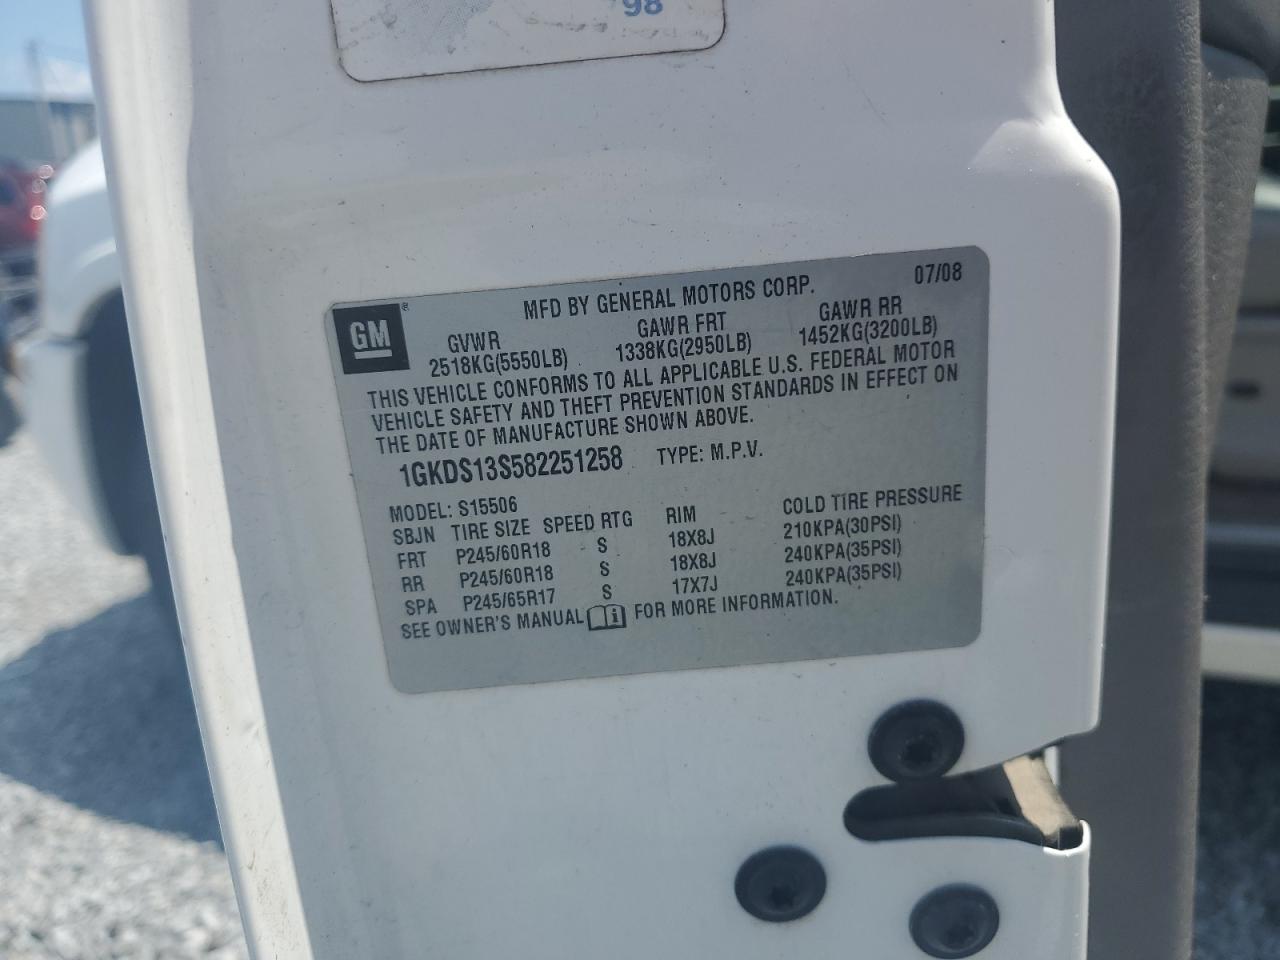 98
GM ®
MFD BY GENERAL MOTORS CORP. 07/08
GVWR GAWR FRT GAWR RR
2518KG(5550LB) 1338KG(2950LB) 1452KG(3200LB)
THIS VEHICLE CONFORMS TO ALL APPLICABLE U.S. FEDERAL MOTOR
VEHICLE SAFETY AND THEFT PREVENTION STANDARDS IN EFFECT ON
THE DATE OF MANUFACTURE SHOWN ABOVE.
1GKDS13S582251258 TYPE: M.P.V.
MODEL: S15506
SBJN TIRE SIZE SPEED RTG RIM COLD TIRE PRESSURE
FRT P245/60R18 S 18X8J 210KPA(30PSI)
RR P245/60R18 S 18X8J 240KPA(35PSI)
SPA P245/65R17 S 17X7J 240KPA(35PSI)
SEE OWNER'S MANUAL i FOR MORE INFORMATION.